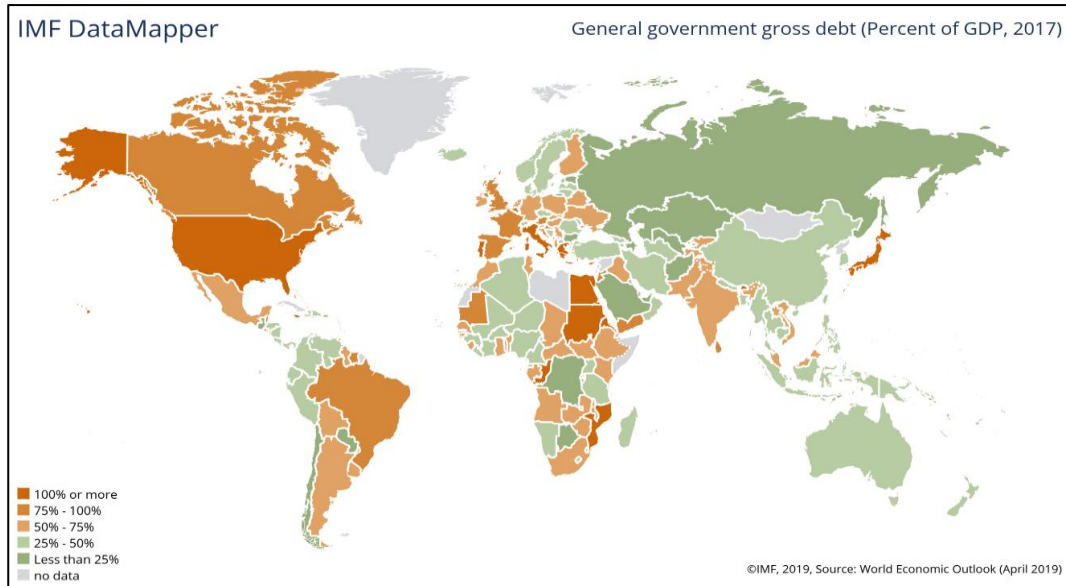 IMF DataMapper
General government gross debt (Percent of GDP, 2017)
100% or more
75% - 100%
50% - 75%
25% - 50%
Less than 25%
no data
©IMF, 2019, Source: World Economic Outlook (April 2019)